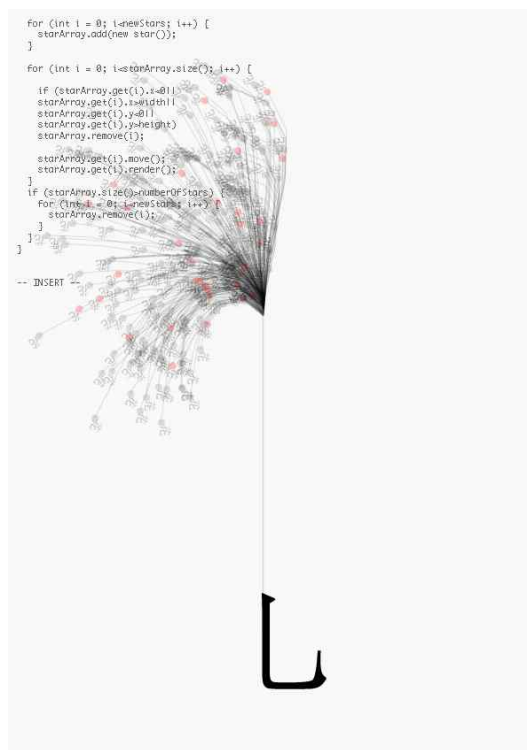 for (int i = 0; i<newStars; i++) {
starArray.add(new star());
}
for (int i = 0; i<starArray.size(); i++) {
if (starArray.get(i).x<0||
starArray.get(i).x>width||
starArray.get(i).y<0||
starArray.get(i).y>height)
starArray.remove(i);
starArray.get(i).move();
starArray.get(i).render();
}
if (starArray.size()>numberOfStars) {
for (int i = 0; i<newStars; i++) {
starArray.remove(i);
}
}
}
-- INSERT --